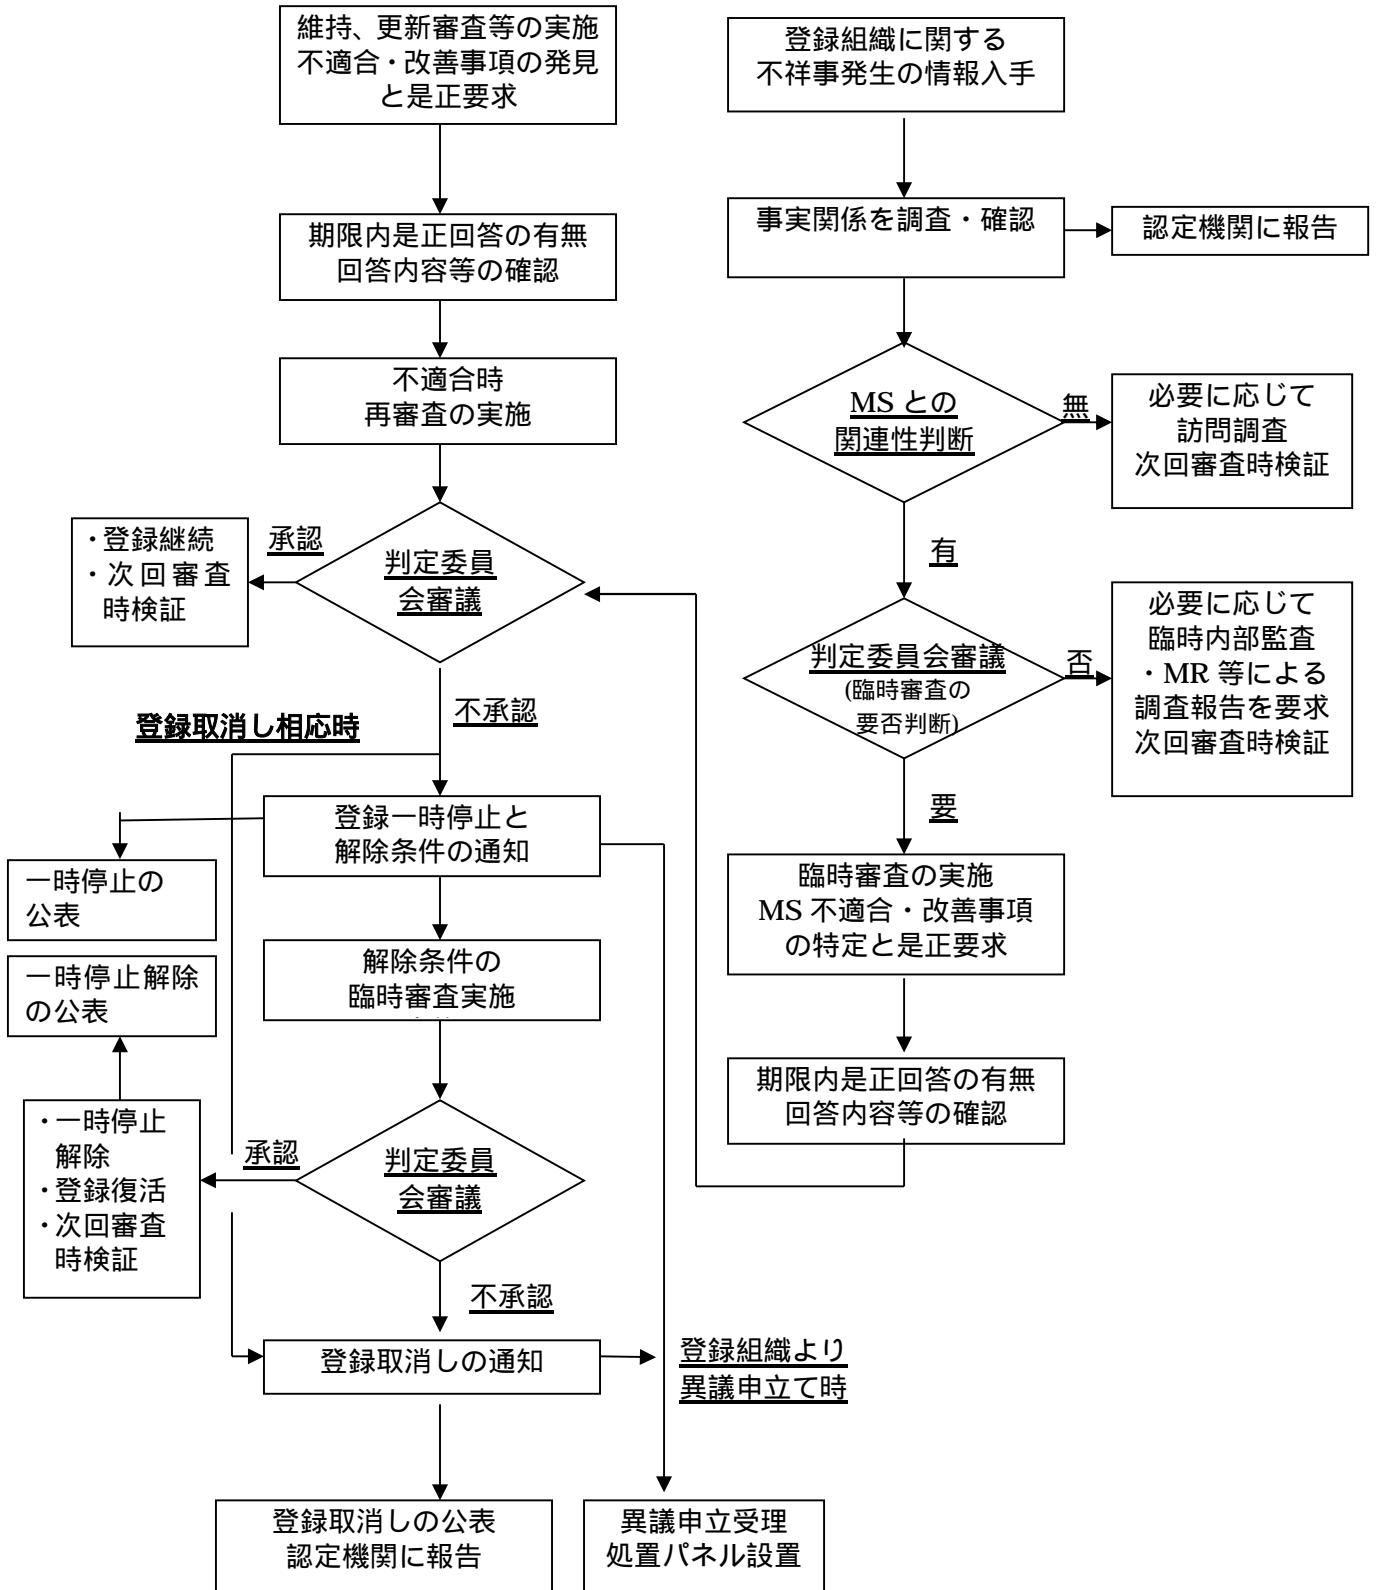 維持、更新審査等の実施
不適合・改善事項の発見
と是正要求
期限内是正回答の有無
回答内容等の確認
不適合時
再審査の実施
判定委員
会審議
承認
・登録継続
・次回審査
時検証
不承認
登録取消し相応時
登録一時停止と
解除条件の通知
一時停止の
公表
解除条件の
臨時審査実施
一時停止解除
の公表
判定委員
会審議
承認
・一時停止
解除
・登録復活
・次回審査
時検証
不承認
登録取消しの通知
登録組織より
異議申立て時
登録取消しの公表
認定機関に報告
異議申立受理
処置パネル設置
登録組織に関する
不祥事発生の情報入手
事実関係を調査・確認
認定機関に報告
MS との
関連性判断
無
必要に応じて
訪問調査
次回審査時検証
有
判定委員会審議
(臨時審査の
要否判断)
否
必要に応じて
臨時内部監査
・MR 等による
調査報告を要求
次回審査時検証
要
臨時審査の実施
MS 不適合・改善事項
の特定と是正要求
期限内是正回答の有無
回答内容等の確認